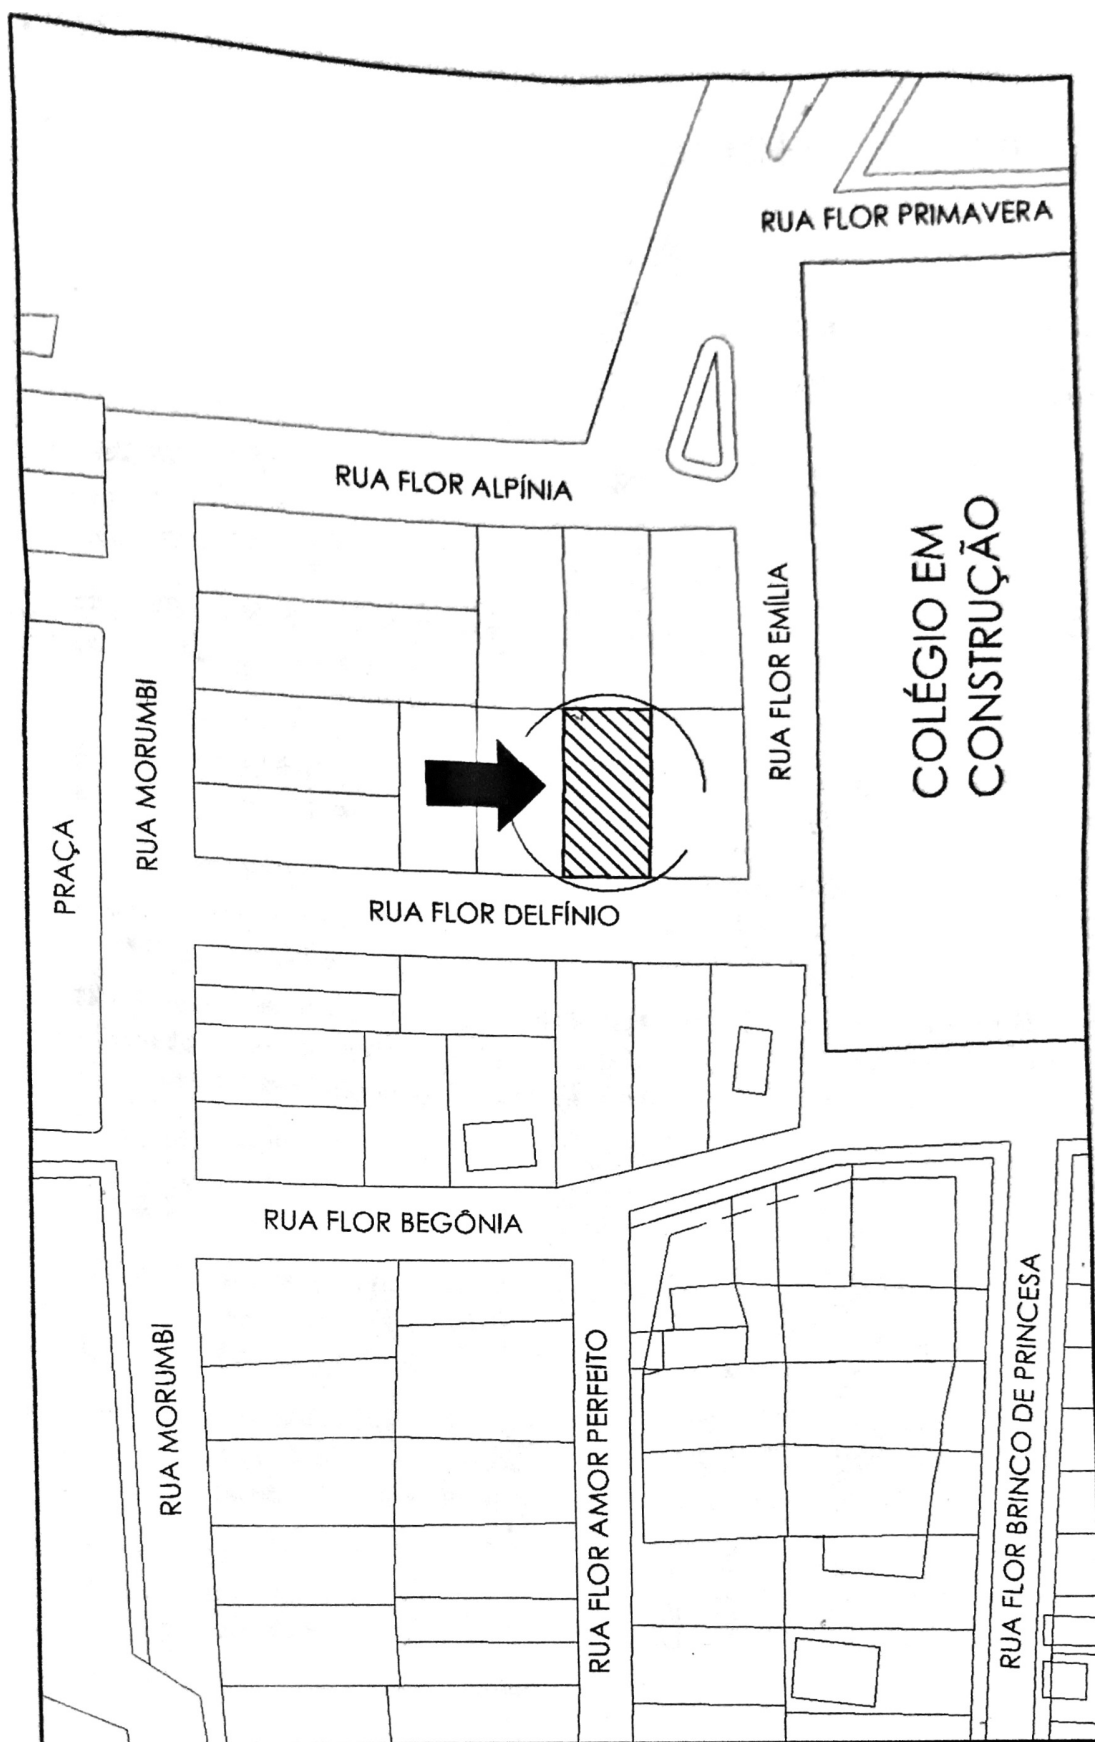 RUA FLOR PRIMAVERA
RUA FLOR ALPÍNIA
COLÉGIO EM
CONSTRUÇÃO
RUA FLOR EMÍLIA
RUA MORUMBI
PRAÇA
RUA FLOR DELFÍNIO
RUA FLOR BEGÔNIA
RUA MORUMBI
RUA FLOR AMOR PERFEITO
RUA FLOR BRINCO DE PRINCESA